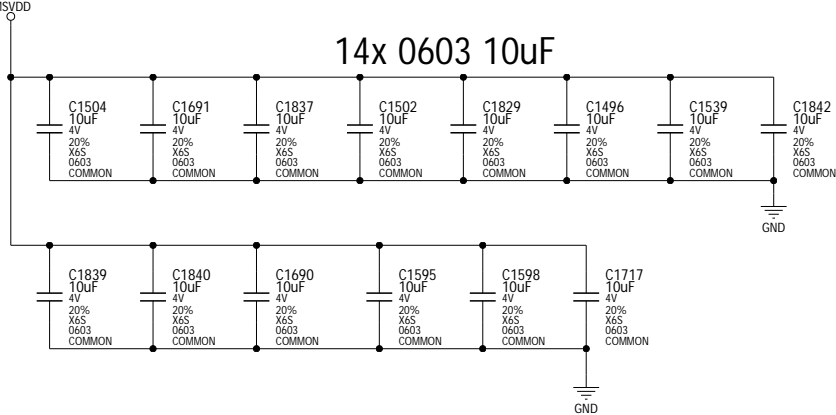 MSVDD
14x 0603 10uF
C1504
10uF
4V
20%
X6S
0603
COMMON
C1691
10uF
4V
20%
X6S
0603
COMMON
C1837
10uF
4V
20%
X6S
0603
COMMON
C1502
10uF
4V
20%
X6S
0603
COMMON
C1829
10uF
4V
20%
X6S
0603
COMMON
C1496
10uF
4V
20%
X6S
0603
COMMON
C1539
10uF
4V
20%
X6S
0603
COMMON
C1842
10uF
4V
20%
X6S
0603
COMMON
GND
C1839
10uF
4V
20%
X6S
0603
COMMON
C1840
10uF
4V
20%
X6S
0603
COMMON
C1690
10uF
4V
20%
X6S
0603
COMMON
C1595
10uF
4V
20%
X6S
0603
COMMON
C1598
10uF
4V
20%
X6S
0603
COMMON
C1717
10uF
4V
20%
X6S
0603
COMMON
GND